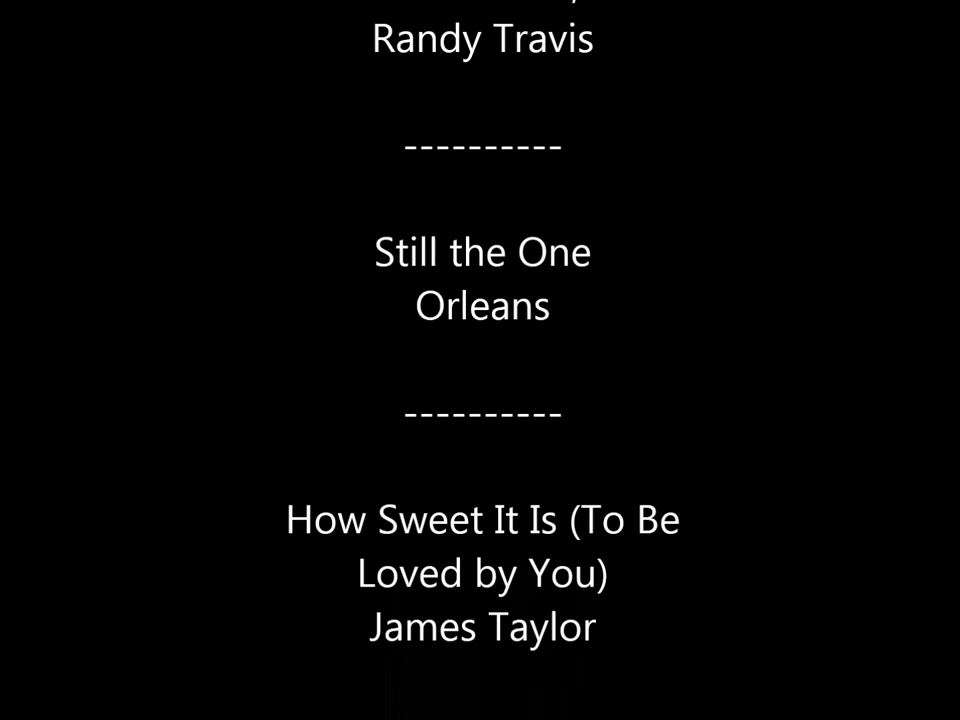 Randy Travis
----------
Still the One
Orleans
----------
How Sweet It Is (To Be
Loved by You)
James Taylor